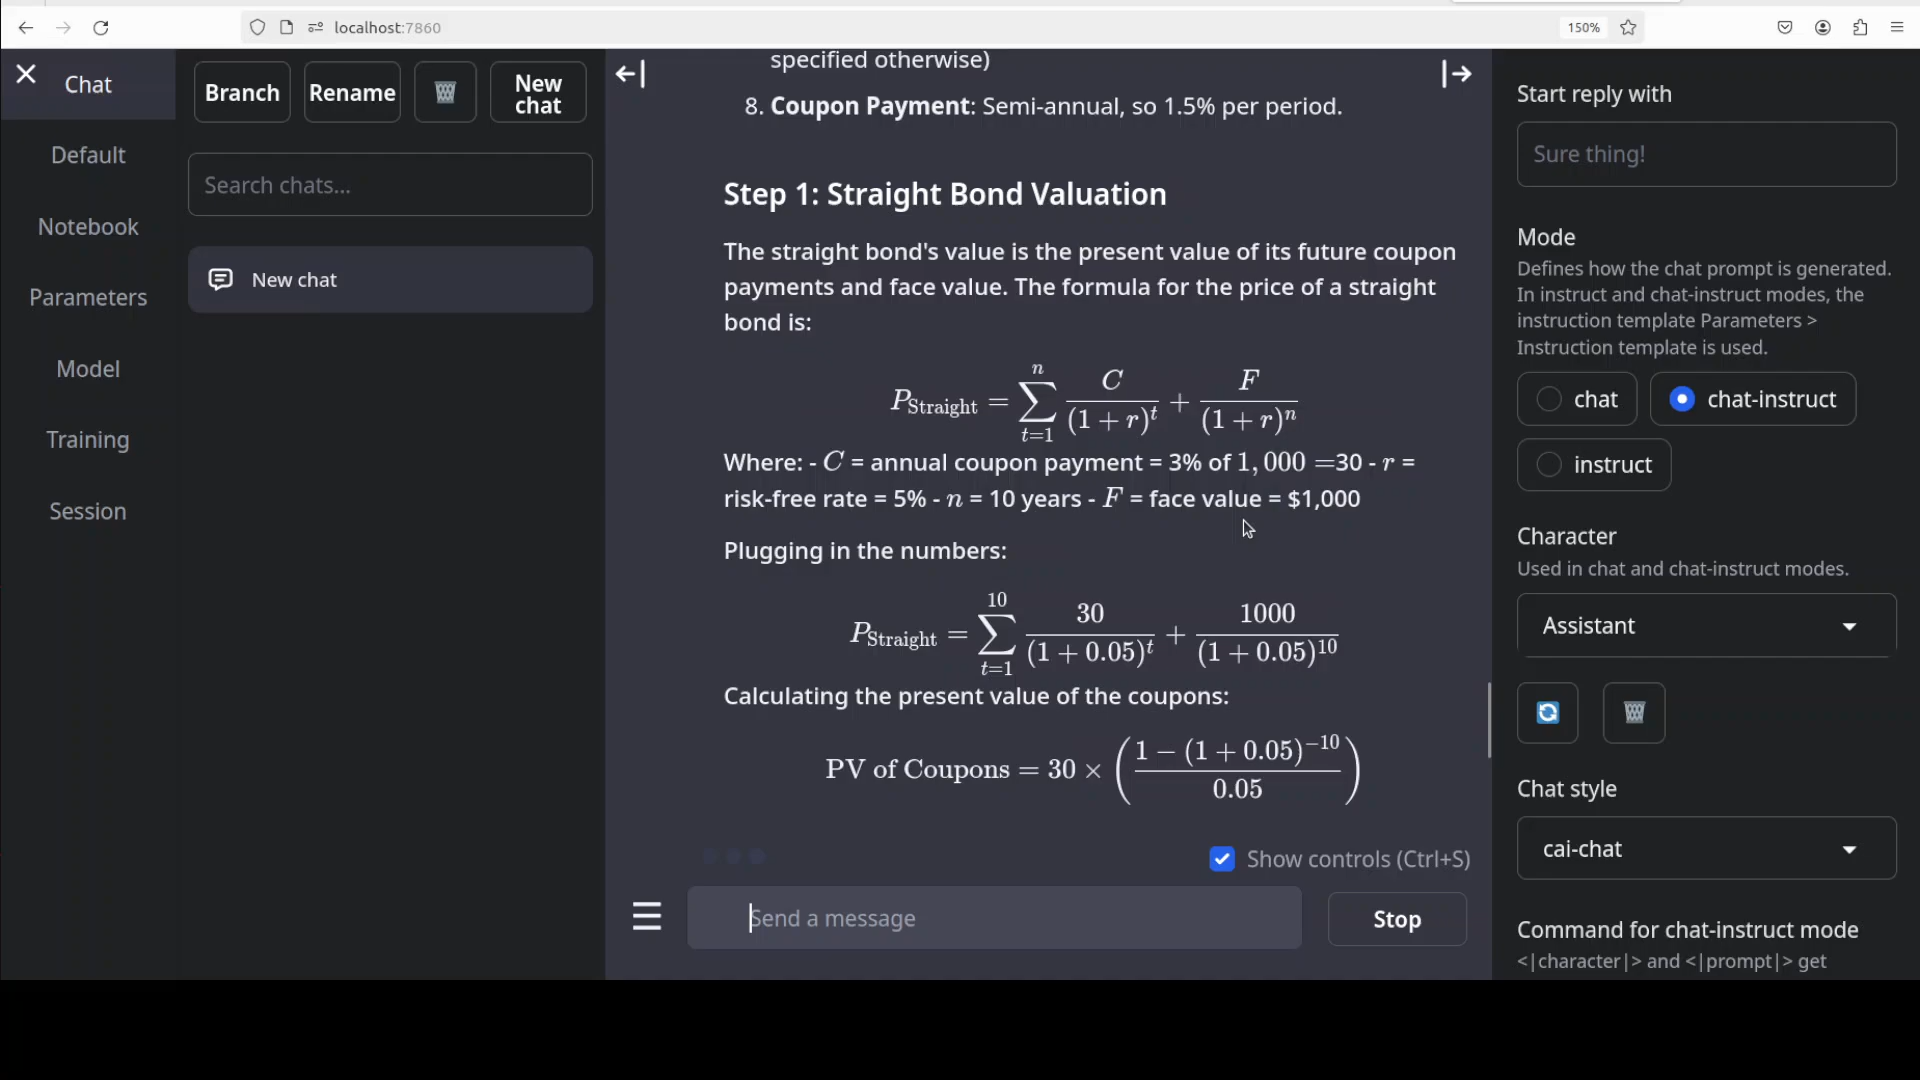 localhost:7860
150%
Chat
Default
Notebook
Parameters
Model
Training
Session
Branch
Rename
New chat
Search chats...
New chat
specified otherwise)
8. Coupon Payment: Semi-annual, so 1.5% per period.
Step 1: Straight Bond Valuation
The straight bond's value is the present value of its future coupon
payments and face value. The formula for the price of a straight
bond is:
P_Straight = ∑_{t=1}^{n} C/(1 + r)^t + F/(1 + r)^n
Where: - C = annual coupon payment = 3% of 1,000 =30 - r =
risk-free rate = 5% - n = 10 years - F = face value = $1,000
Plugging in the numbers:
P_Straight = ∑_{t=1}^{10} 30/(1 + 0.05)^t + 1000/(1 + 0.05)^10
Calculating the present value of the coupons:
PV of Coupons = 30 × ((1 − (1 + 0.05)^−10)/0.05)
Show controls (Ctrl+S)
Send a message
Stop
Start reply with
Sure thing!
Mode
Defines how the chat prompt is generated.
In instruct and chat-instruct modes, the
instruction template Parameters >
Instruction template is used.
chat
chat-instruct
instruct
Character
Used in chat and chat-instruct modes.
Assistant
Chat style
cai-chat
Command for chat-instruct mode
<|character|> and <|prompt|> get